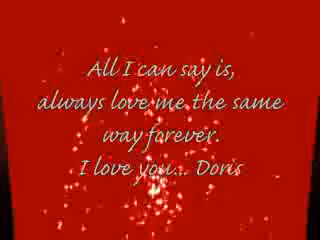 All I can say is,
always love me the same
way forever.
I love you... Doris